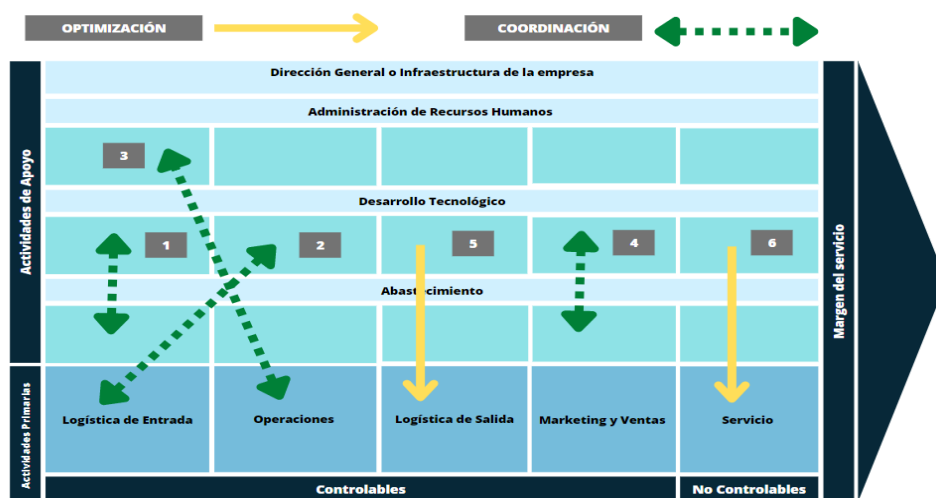 OPTIMIZACIÓN
COORDINACIÓN
Dirección General o Infraestructura de la empresa
Administración de Recursos Humanos
3
Desarrollo Tecnológico
1
2
5
4
6
Abastecimiento
Actividades de Apoyo
Actividades Primarias
Logística de Entrada
Operaciones
Logística de Salida
Marketing y Ventas
Servicio
Controlables
No Controlables
Margen del servicio